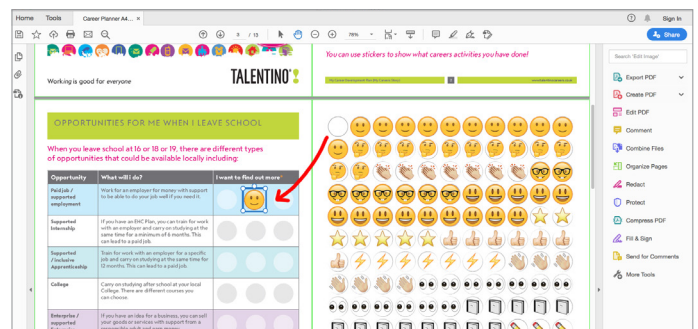 Home Tools Career Planner A4... × Sign In
3 / 13 78% Share
You can use stickers to show what careers activities you have done!
Working is good for everyone
TALENTINO!
OPPORTUNITIES FOR ME WHEN I LEAVE SCHOOL
When you leave school at 16 or 18 or 19, there are different types
of opportunities that could be available locally including:
Opportunity What will I do? I want to find out more
Paid job /
supported
employment
Work for an employer for money with support
to be able to do your job well if you need it.
Supported
Internship
If you have an EHC Plan, you can train for work
with an employer and carry on studying at the
same time for a minimum of 6 months. This
can lead to a paid job.
Supported
/ Inclusive
Apprenticeship
Train for work with an employer for a specific
job and carry on studying at the same time for
12 months. This can lead to a paid job.
College
Carry on studying after school at your local
College. There are different courses you
can choose.
Enterprise /
supported
If you have an idea for a business, you can sell
your goods or services with support from a
Search 'Edit Image'
Export PDF
Create PDF
Edit PDF
Comment
Combine Files
Organize Pages
Redact
Protect
Compress PDF
Fill & Sign
Send for Comments
More Tools